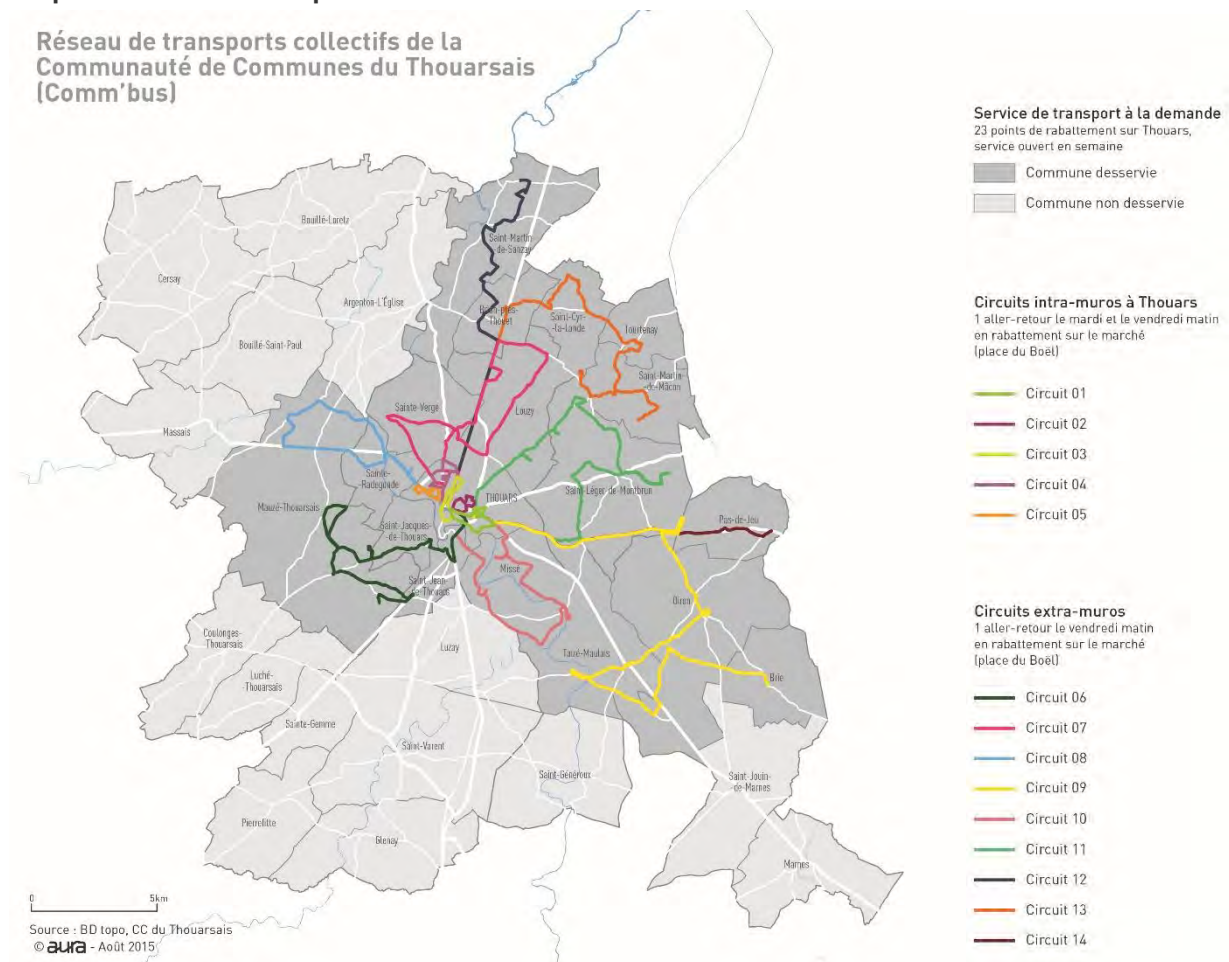 Réseau de transports collectifs de la
Communauté de Communes du Thouarsais
(Comm'bus)
Service de transport à la demande
23 points de rabattement sur Thouars,
service ouvert en semaine
Commune desservie
Commune non desservie
Circuits intra-muros à Thouars
1 aller-retour le mardi et le vendredi matin
en rabattement sur le marché
(place du Boël)
Circuit 01
Circuit 02
Circuit 03
Circuit 04
Circuit 05
Circuits extra-muros
1 aller-retour le vendredi matin
en rabattement sur le marché
(place du Boël)
Circuit 06
Circuit 07
Circuit 08
Circuit 09
Circuit 10
Circuit 11
Circuit 12
Circuit 13
Circuit 14
Bouillé-Loretz
Saint-Martin
-de-Sanzay
Cersay
Argenton-L'Église
Saint-Cyr-
la-Lande
Tourtenay
Bouillé-Saint-Paul
Saint-Martin-
de-Mâcon
Sainte-Verge
Louzy
Massais
Sainte-
Radegonde
THOUARS
Saint-Léger-de-Montbrun
Mauzé-Thouarsais
Saint-Jacques-
de-Thouars
Pas-de-Jeu
Missé
Saint-Jean-
de-Thouars
Oiron
Coulonges-
Thouarsais
Luzay
Taizé-Maulais
Brie
Luché-
Thouarsais
Sainte-Gemme
Saint-Varent
Saint-Généroux
Saint-Jouin-
de-Marnes
Pierrefitte
Glenay
Marnes
0 5km
Source : BD topo, CC du Thouarsais
© aura - Août 2015